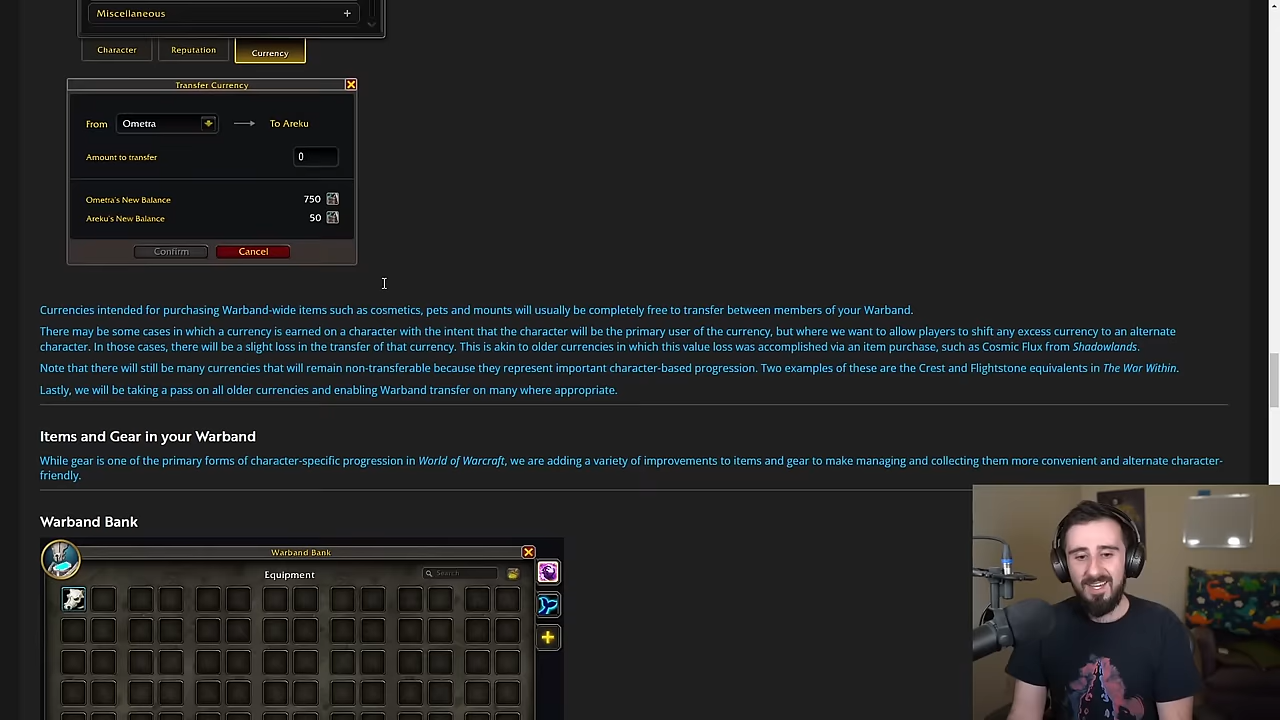 Miscellaneous +
Character Reputation Currency
Transfer Currency
From Ometra To Areku
Amount to transfer 0
Ometra's New Balance 750
Areku's New Balance 50
Confirm Cancel
Currencies intended for purchasing Warband-wide items such as cosmetics, pets and mounts will usually be completely free to transfer between members of your Warband.
There may be some cases in which a currency is earned on a character with the intent that the character will be the primary user of the currency, but where we want to allow players to shift any excess currency to an alternate
character. In those cases, there will be a slight loss in the transfer of that currency. This is akin to older currencies in which this value loss was accomplished via an item purchase, such as Cosmic Flux from Shadowlands.
Note that there will still be many currencies that will remain non-transferable because they represent important character-based progression. Two examples of these are the Crest and Flightstone equivalents in The War Within.
Lastly, we will be taking a pass on all older currencies and enabling Warband transfer on many where appropriate.
Items and Gear in your Warband
While gear is one of the primary forms of character-specific progression in World of Warcraft, we are adding a variety of improvements to items and gear to make managing and collecting them more convenient and alternate character-
friendly.
Warband Bank
Warband Bank
Equipment Search